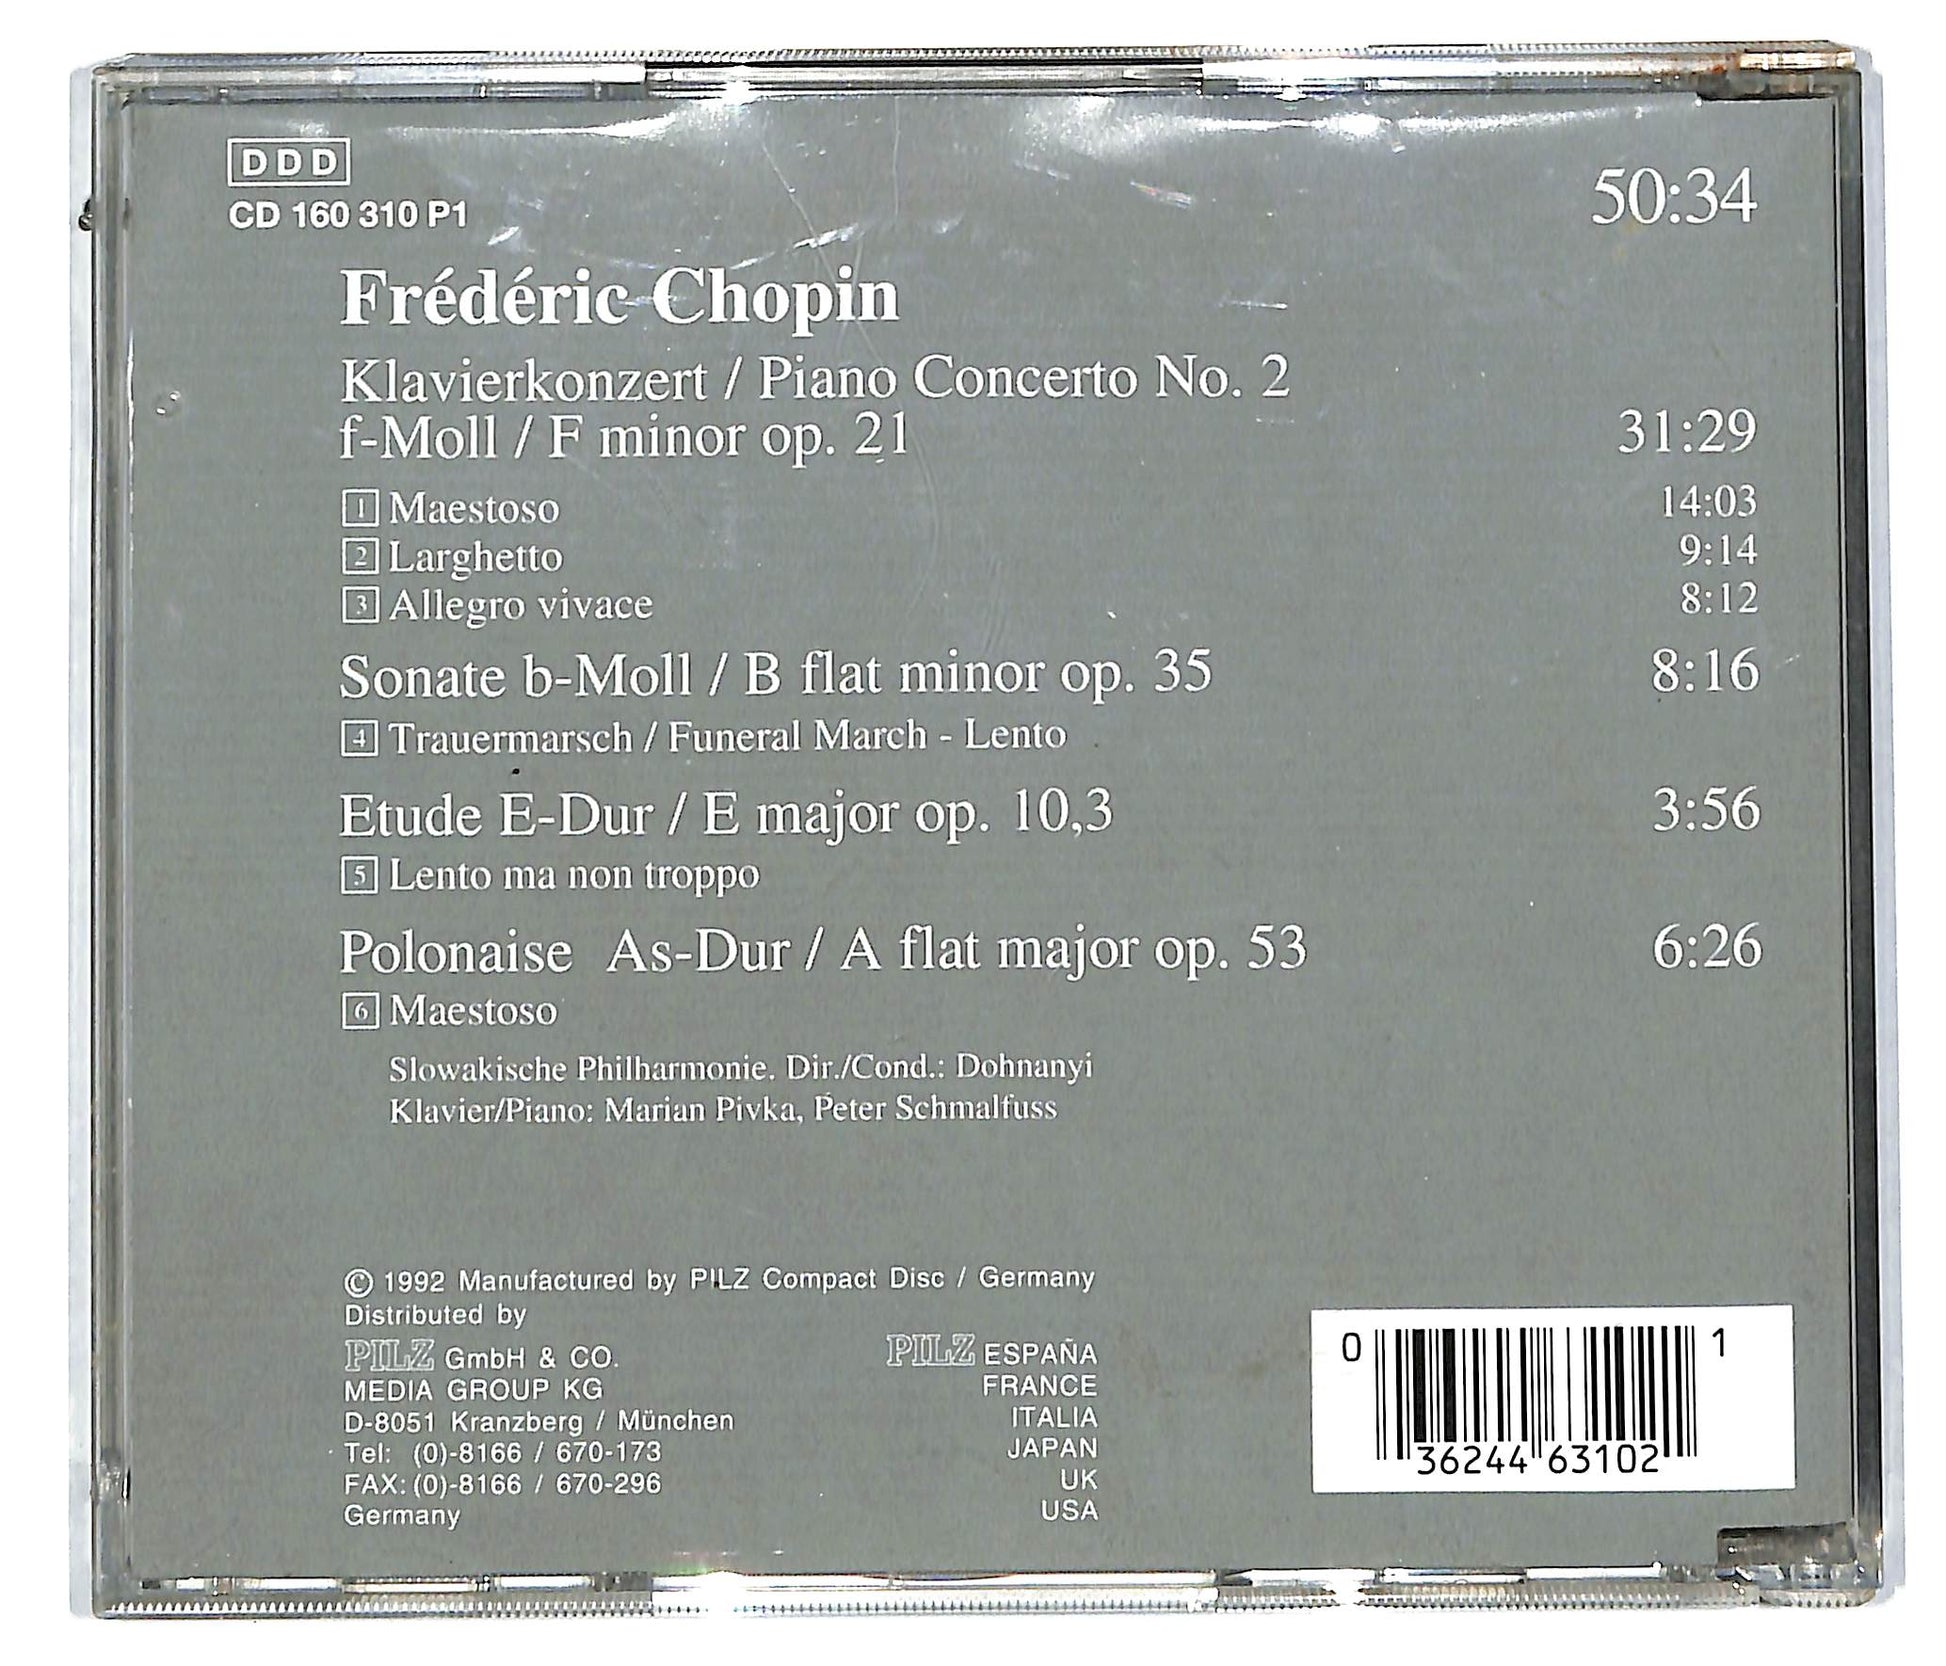 DDD
CD 160 310 P1
50:34
Frédéric Chopin
Klavierkonzert / Piano Concerto No. 2
f-Moll / F minor op. 21 31:29
1 Maestoso 14:03
2 Larghetto 9:14
3 Allegro vivace 8:12
Sonate b-Moll / B flat minor op. 35 8:16
4 Trauermarsch / Funeral March - Lento
Etude E-Dur / E major op. 10,3 3:56
5 Lento ma non troppo
Polonaise As-Dur / A flat major op. 53 6:26
6 Maestoso
Slowakische Philharmonie. Dir./Cond.: Dohnanyi
Klavier/Piano: Marian Pivka, Peter Schmalfuss
© 1992 Manufactured by PILZ Compact Disc / Germany
Distributed by
PILZ GmbH & CO.
MEDIA GROUP KG
D-8051 Kranzberg / München
Tel: (0)-8166 / 670-173
FAX: (0)-8166 / 670-296
Germany
PILZ ESPAÑA
FRANCE
ITALIA
JAPAN
UK
USA
0 36244 63102 1